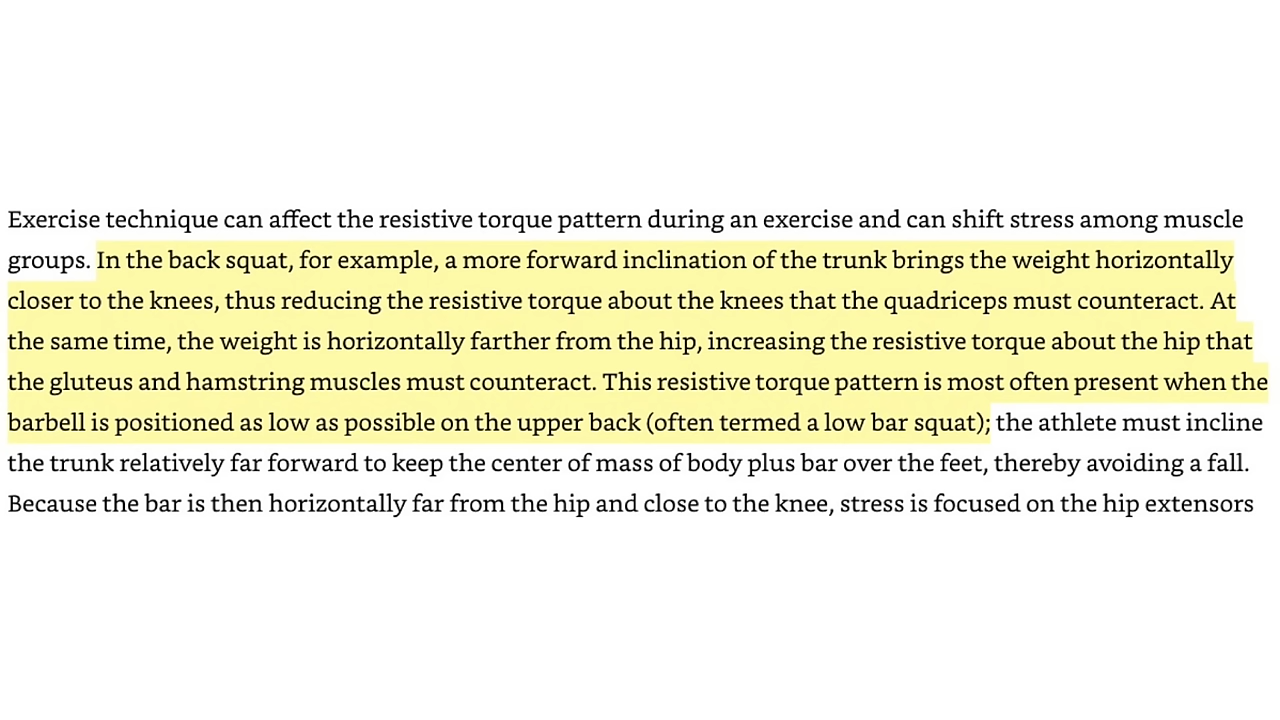 Exercise technique can affect the resistive torque pattern during an exercise and can shift stress among muscle
groups. In the back squat, for example, a more forward inclination of the trunk brings the weight horizontally
closer to the knees, thus reducing the resistive torque about the knees that the quadriceps must counteract. At
the same time, the weight is horizontally farther from the hip, increasing the resistive torque about the hip that
the gluteus and hamstring muscles must counteract. This resistive torque pattern is most often present when the
barbell is positioned as low as possible on the upper back (often termed a low bar squat); the athlete must incline
the trunk relatively far forward to keep the center of mass of body plus bar over the feet, thereby avoiding a fall.
Because the bar is then horizontally far from the hip and close to the knee, stress is focused on the hip extensors